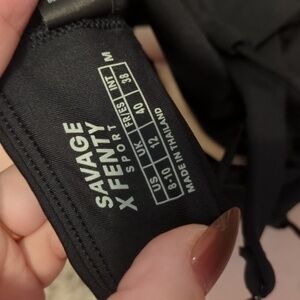 SAVAGE
X FENTY
SPORT
US UK FR/ES INT
8-10 12 40 38 M
MADE IN THAILAND